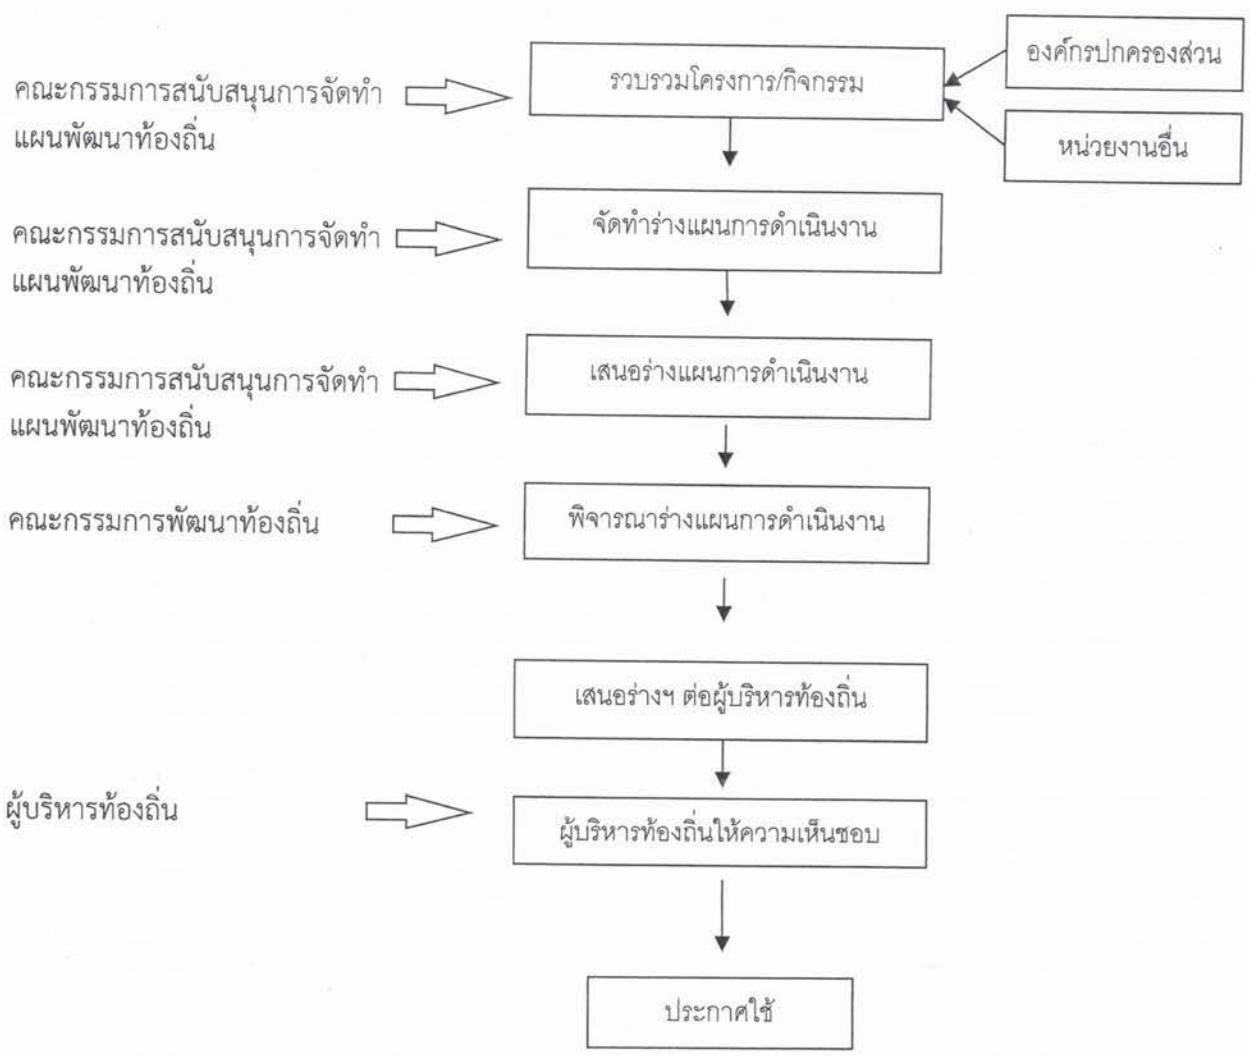 องค์กรปกครองส่วน
คณะกรรมการสนับสนุนการจัดทำ
แผนพัฒนาท้องถิ่น
รวบรวมโครงการ/กิจกรรม
หน่วยงานอื่น
คณะกรรมการสนับสนุนการจัดทำ
แผนพัฒนาท้องถิ่น
จัดทำร่างแผนการดำเนินงาน
คณะกรรมการสนับสนุนการจัดทำ
แผนพัฒนาท้องถิ่น
เสนอร่างแผนการดำเนินงาน
คณะกรรมการพัฒนาท้องถิ่น
พิจารณาร่างแผนการดำเนินงาน
เสนอร่างฯ ต่อผู้บริหารท้องถิ่น
ผู้บริหารท้องถิ่น
ผู้บริหารท้องถิ่นให้ความเห็นชอบ
ประกาศใช้